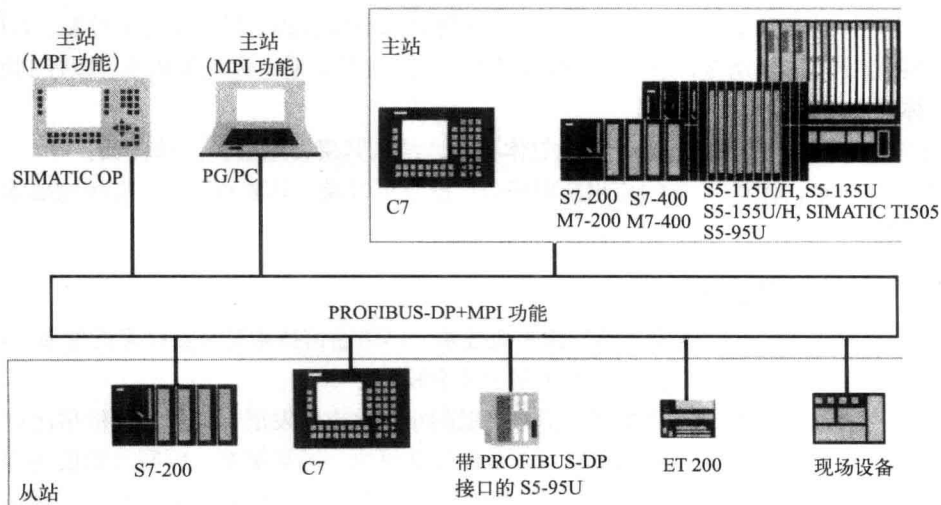 主站
(MPI 功能)
主站
(MPI 功能)
主站
SIMATIC OP
PG/PC
C7
S7-200
M7-200
S7-400
M7-400
S5-115U/H, S5-135U
S5-155U/H, SIMATIC TI505
S5-95U
PROFIBUS-DP+MPI 功能
S7-200
C7
带 PROFIBUS-DP
接口的 S5-95U
ET 200
现场设备
从站